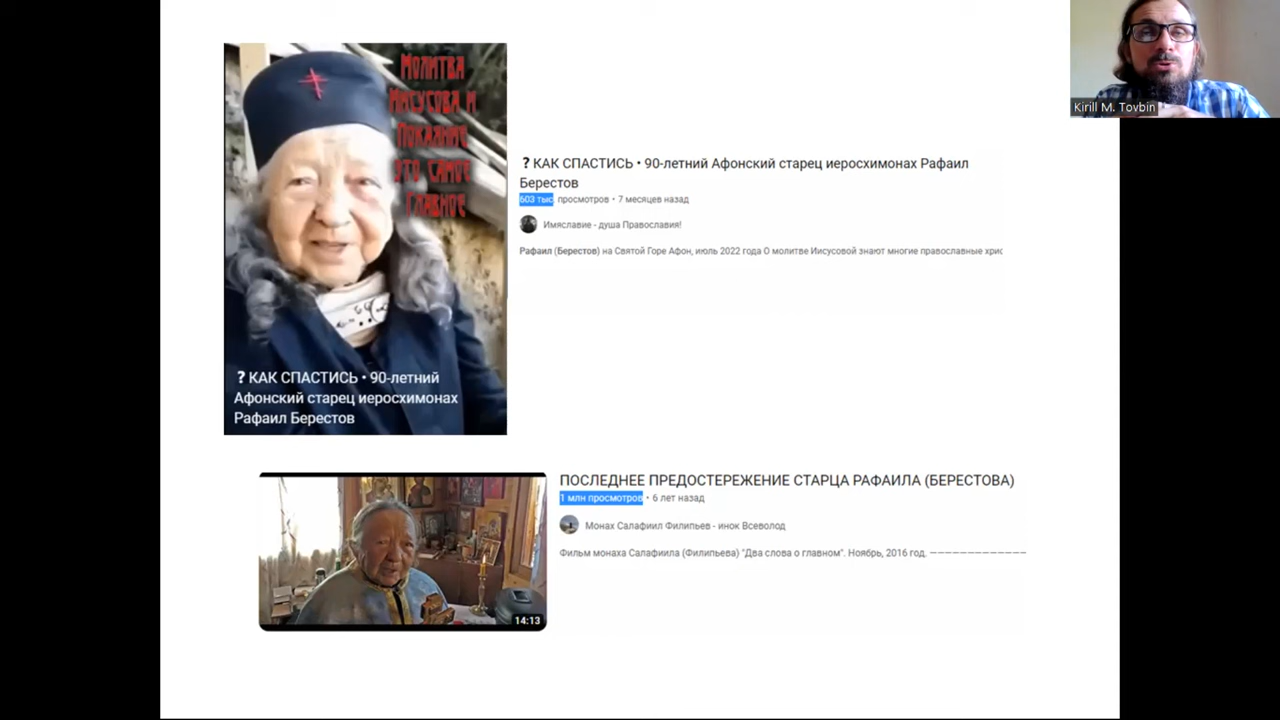 Kirill M. Tovbin
МОЛИТВА
ИИСУСОВА И
ПОКАЯНИЕ
ЭТО САМОЕ
ГЛАВНОЕ
? КАК СПАСТИСЬ • 90-летний
Афонский старец иеросхимонах
Рафаил Берестов
? КАК СПАСТИСЬ • 90-летний Афонский старец иеросхимонах Рафаил
Берестов
603 тыс. просмотров • 7 месяцев назад
Имяславие - душа Православия!
Рафаил (Берестов) на Святой Горе Афон, июль 2022 года О молитве Иисусовой знают многие православные хрис
14:13
ПОСЛЕДНЕЕ ПРЕДОСТЕРЕЖЕНИЕ СТАРЦА РАФАИЛА (БЕРЕСТОВА)
1 млн просмотров • 6 лет назад
Монах Салафиил Филипьев - инок Всеволод
Фильм монаха Салафиила (Филипьева) "Два слова о главном". Ноябрь, 2016 год. —————————————